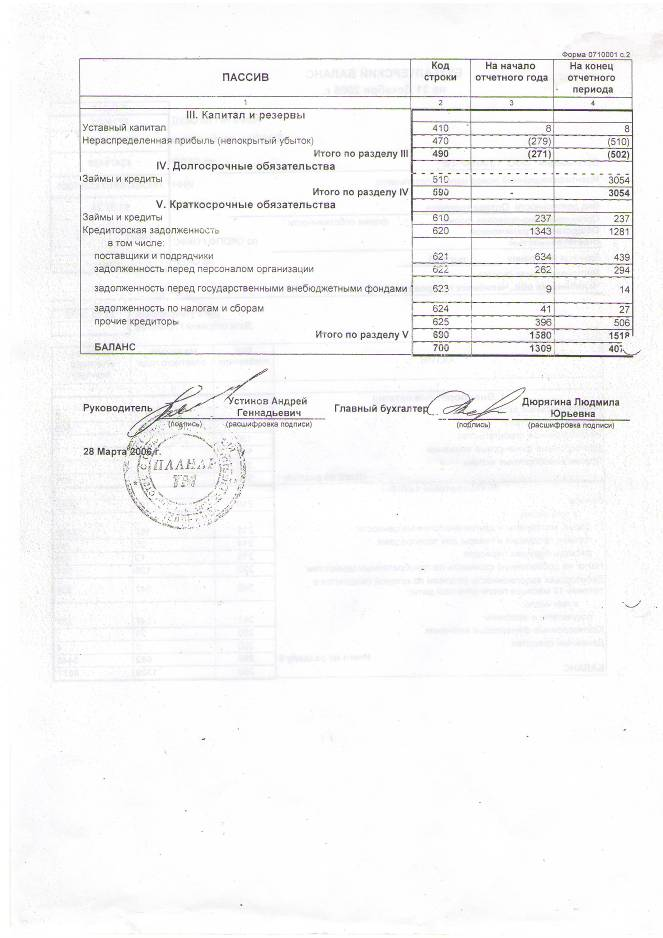 Форма 0710001 с.2
ПАССИВ Код строки На начало отчетного года На конец отчетного периода
1 2 3 4
III. Капитал и резервы
Уставный капитал 410 8 8
Нераспределенная прибыль (непокрытый убыток) 470 (279) (510)
Итого по разделу III 490 (271) (502)
IV. Долгосрочные обязательства
Займы и кредиты 510 - 3054
Итого по разделу IV 590 - 3054
V. Краткосрочные обязательства
Займы и кредиты 610 237 237
Кредиторская задолженность 620 1343 1281
в том числе:
поставщики и подрядчики 621 634 439
задолженность перед персоналом организации 622 262 294
задолженность перед государственными внебюджетными фондами 623 9 14
задолженность по налогам и сборам 624 41 27
прочие кредиторы 625 396 506
Итого по разделу V 690 1580 1518
БАЛАНС 700 1309
Руководитель Устинов Андрей Геннадьевич Главный бухгалтер Дюрягина Людмила Юрьевна
(подпись) (расшифровка подписи) (подпись) (расшифровка подписи)
28 Марта 2006 г.
ПЛАНАР